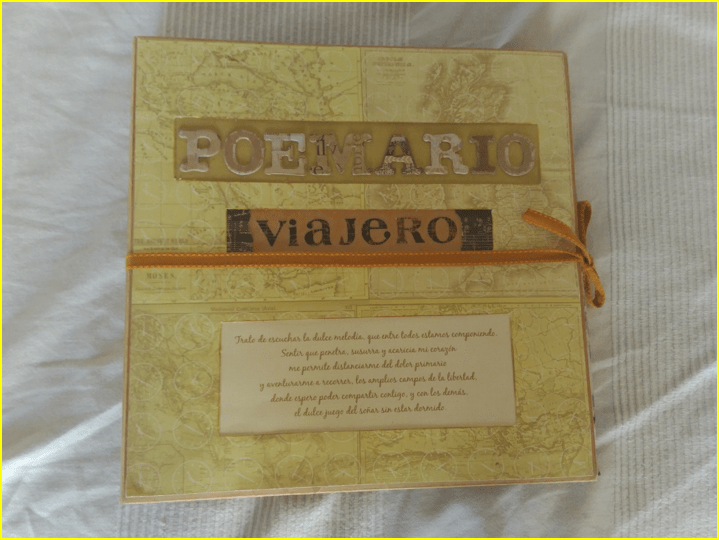 POEMARIO
viAJeRO
Trato de escuchar la dulce melodía, que entre todos estamos componiendo.
Sentir que penetra, susurra y acaricia mi corazón
me permite distanciarme del dolor primario
y aventurarme a recorrer, los amplios campos de la libertad,
donde espero poder compartir contigo, y con los demás..
el dulce juego del soñar sin estar dormido